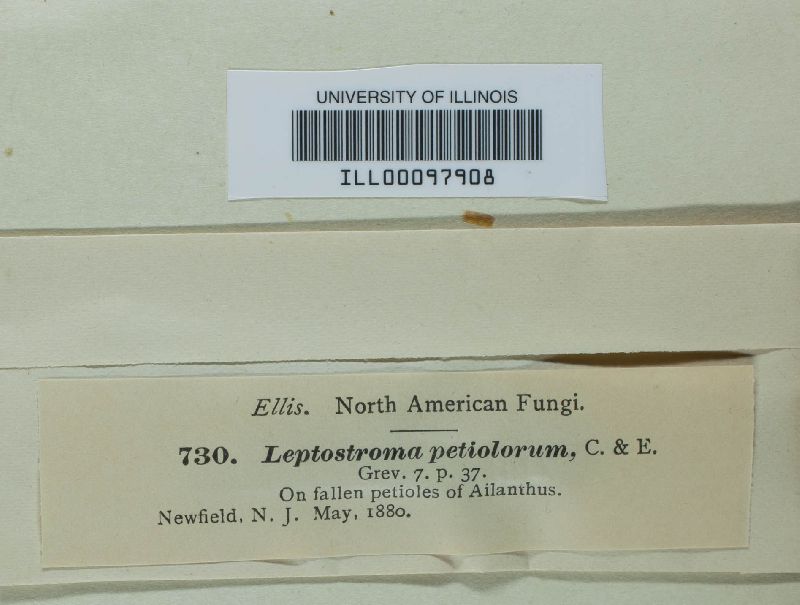 UNIVERSITY OF ILLINOIS
ILL00097908
Ellis. North American Fungi.
730. Leptostroma petiolorum, C. & E.
Grev. 7. p. 37.
On fallen petioles of Ailanthus.
Newfield, N. J. May, 1880.